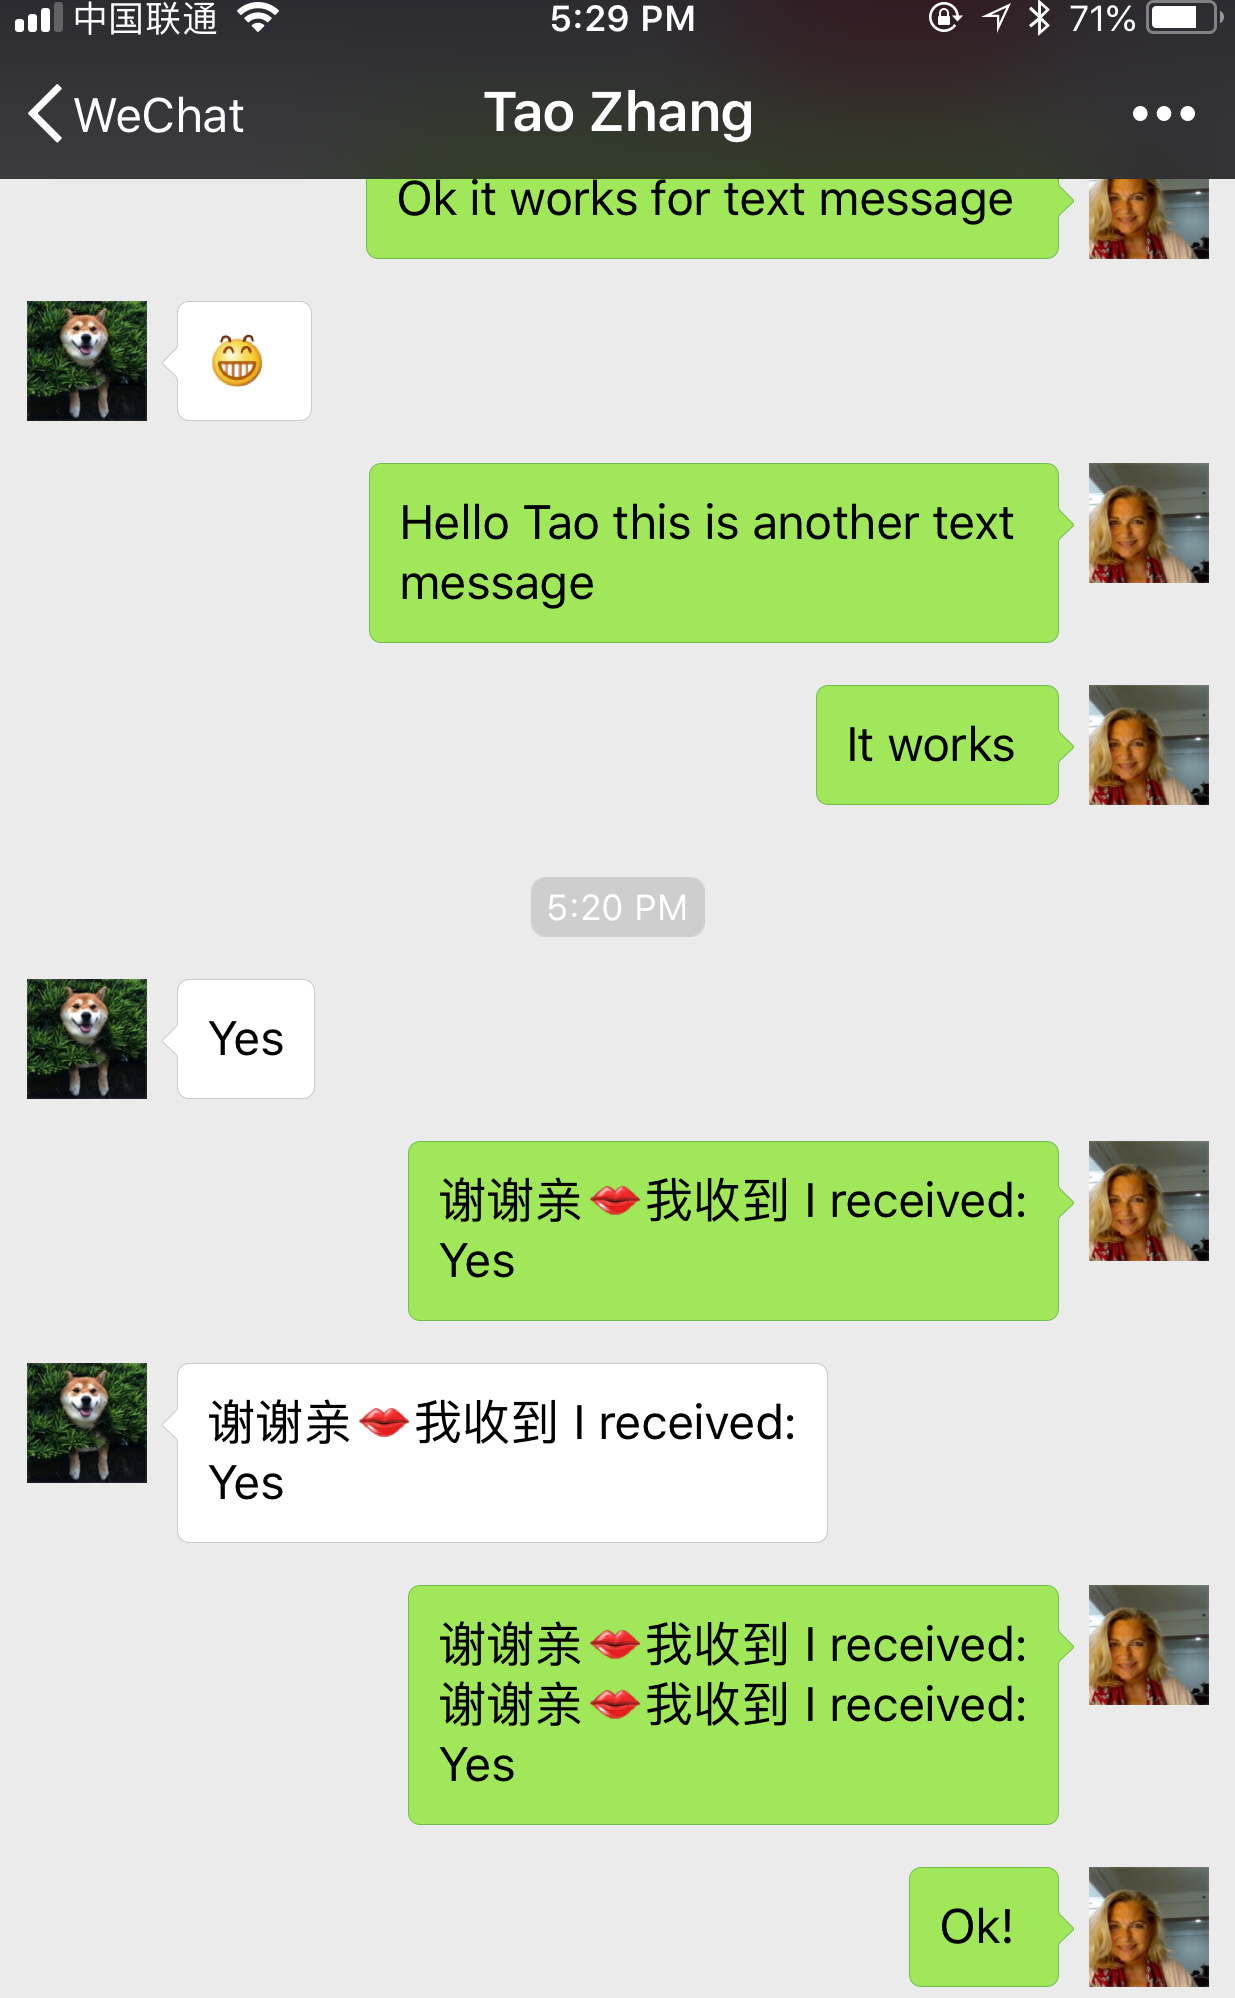 中国联通
5:29 PM
71%
WeChat
Tao Zhang
Ok it works for text message
😁
Hello Tao this is another text
message
It works
5:20 PM
Yes
谢谢亲💋我收到 I received:
Yes
谢谢亲💋我收到 I received:
Yes
谢谢亲💋我收到 I received:
谢谢亲💋我收到 I received:
Yes
Ok!